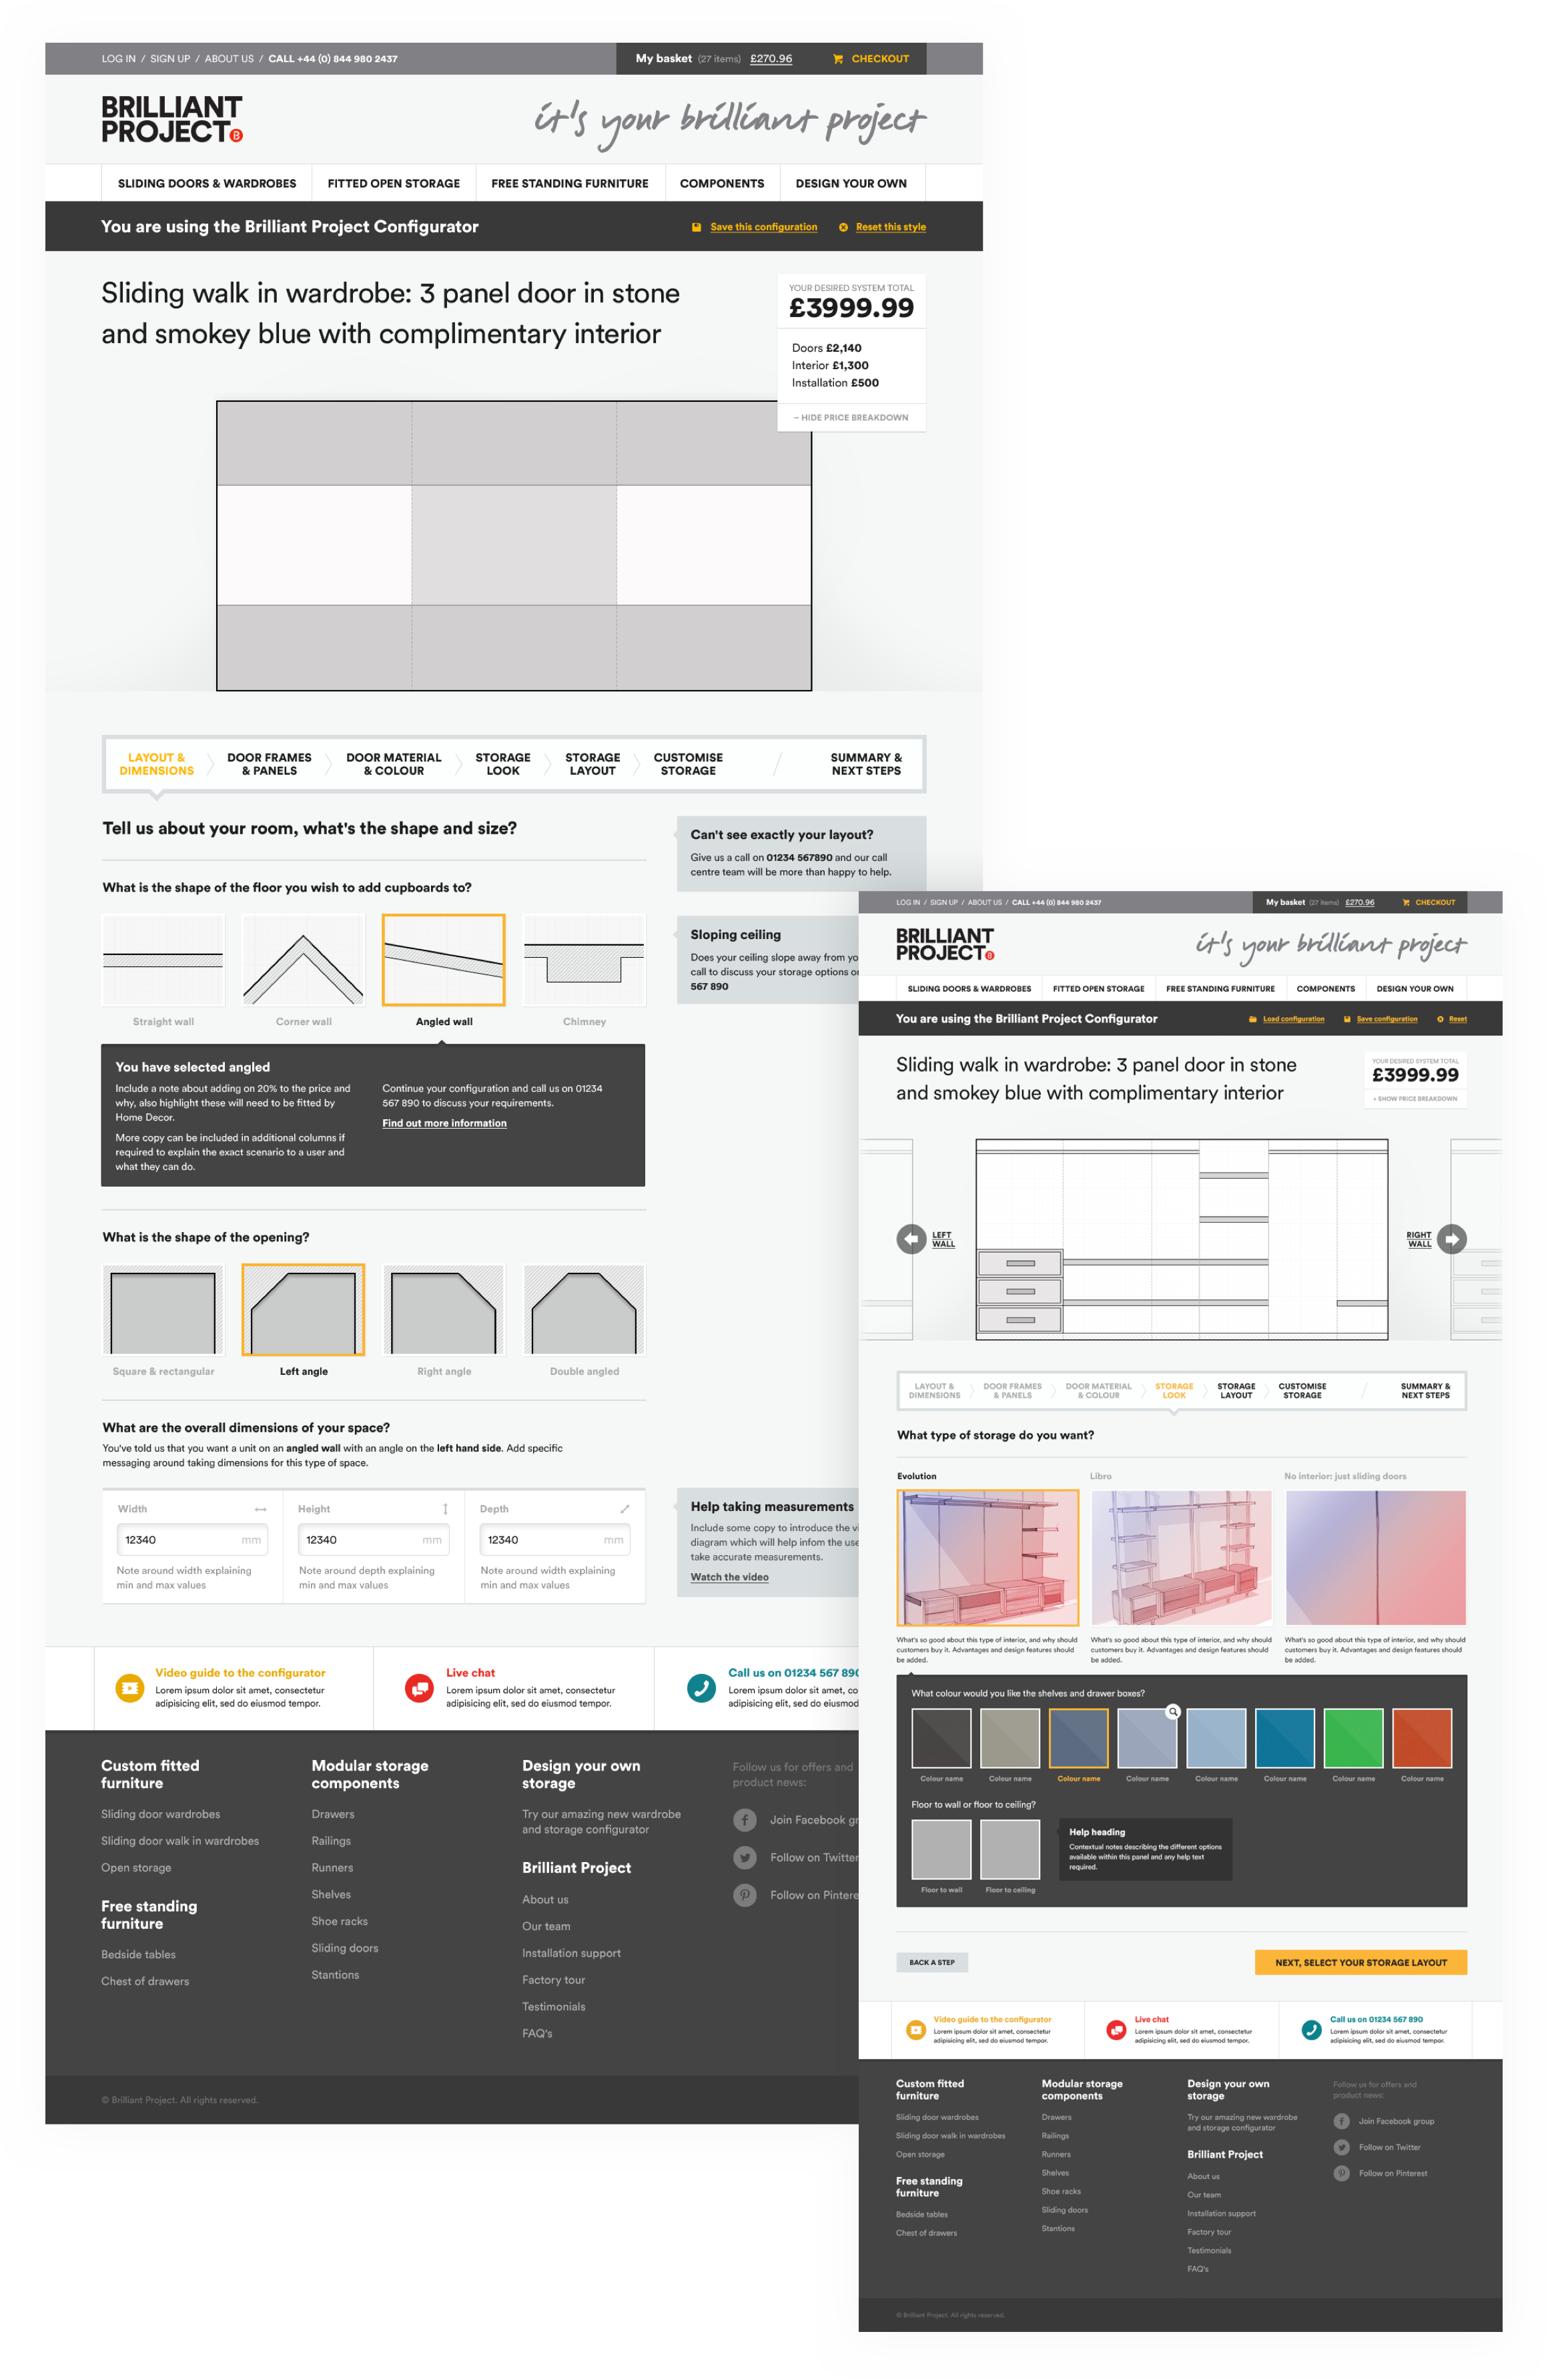 LOG IN / SIGN UP / ABOUT US / CALL +44 (0) 844 980 2437
My basket (27 items) £270.96 CHECKOUT
BRILLIANT
PROJECT B
it's your brilliant project
SLIDING DOORS & WARDROBES FITTED OPEN STORAGE FREE STANDING FURNITURE COMPONENTS DESIGN YOUR OWN
You are using the Brilliant Project Configurator
Save this configuration Reset this style
Sliding walk in wardrobe: 3 panel door in stone
and smokey blue with complimentary interior
YOUR DESIRED SYSTEM TOTAL
£3999.99
Doors £2,140
Interior £1,300
Installation £500
– HIDE PRICE BREAKDOWN
LAYOUT &
DIMENSIONS
DOOR FRAMES
& PANELS
DOOR MATERIAL
& COLOUR
STORAGE
LOOK
STORAGE
LAYOUT
CUSTOMISE
STORAGE
SUMMARY &
NEXT STEPS
Tell us about your room, what's the shape and size?
What is the shape of the floor you wish to add cupboards to?
Straight wall Corner wall Angled wall Chimney
You have selected angled
Include a note about adding on 20% to the price and
why, also highlight these will need to be fitted by
Home Decor.
More copy can be included in additional columns if
required to explain the exact scenario to a user and
what they can do.
Continue your configuration and call us on 01234
567 890 to discuss your requirements.
Find out more information
Can't see exactly your layout?
Give us a call on 01234 567890 and our call
centre team will be more than happy to help.
Sloping ceiling
Does your ceiling slope away from yo
call to discuss your storage options o
567 890
What is the shape of the opening?
Square & rectangular Left angle Right angle Double angled
What are the overall dimensions of your space?
You've told us that you want a unit on an angled wall with an angle on the left hand side. Add specific
messaging around taking dimensions for this type of space.
Width
12340 mm
Note around width explaining
min and max values
Height
12340 mm
Note around depth explaining
min and max values
Depth
12340 mm
Note around width explaining
min and max values
Help taking measurements
Include some copy to introduce the vi
diagram which will help infom the use
take accurate measurements.
Watch the video
Video guide to the configurator
Lorem ipsum dolor sit amet, consectetur
adipisicing elit, sed do eiusmod tempor.
Live chat
Lorem ipsum dolor sit amet, consectetur
adipisicing elit, sed do eiusmod tempor.
Call us on 01234 567 890
Lorem ipsum dolor sit amet, co
adipisicing elit, sed do eiusmod
Custom fitted
furniture
Sliding door wardrobes
Sliding door walk in wardrobes
Open storage
Free standing
furniture
Bedside tables
Chest of drawers
Modular storage
components
Drawers
Railings
Runners
Shelves
Shoe racks
Sliding doors
Stantions
Design your own
storage
Try our amazing new wardrobe
and storage configurator
Brilliant Project
About us
Our team
Installation support
Factory tour
Testimonials
FAQ's
Follow us for offers and
product news:
Join Facebook gr
Follow on Twitter
Follow on Pintere
© Brilliant Project. All rights reserved.
LOG IN / SIGN UP / ABOUT US / CALL +44 (0) 844 980 2437
My basket (27 items) £270.96 CHECKOUT
BRILLIANT
PROJECT B
it's your brilliant project
SLIDING DOORS & WARDROBES FITTED OPEN STORAGE FREE STANDING FURNITURE COMPONENTS DESIGN YOUR OWN
You are using the Brilliant Project Configurator
Load configuration Save configuration Reset
Sliding walk in wardrobe: 3 panel door in stone
and smokey blue with complimentary interior
YOUR DESIRED SYSTEM TOTAL
£3999.99
+ SHOW PRICE BREAKDOWN
LEFT
WALL
RIGHT
WALL
LAYOUT &
DIMENSIONS
DOOR FRAMES
& PANELS
DOOR MATERIAL
& COLOUR
STORAGE
LOOK
STORAGE
LAYOUT
CUSTOMISE
STORAGE
SUMMARY &
NEXT STEPS
What type of storage do you want?
Evolution
What's so good about this type of interior, and why should
customers buy it. Advantages and design features should
be added.
Libro
What's so good about this type of interior, and why should
customers buy it. Advantages and design features should
be added.
No interior: just sliding doors
What's so good about this type of interior, and why should
customers buy it. Advantages and design features should
be added.
What colour would you like the shelves and drawer boxes?
Colour name Colour name Colour name Colour name Colour name Colour name Colour name Colour name
Floor to wall or floor to ceiling?
Floor to wall Floor to ceiling
Help heading
Contextual notes describing the different options
available within this panel and any help text
required.
BACK A STEP
NEXT, SELECT YOUR STORAGE LAYOUT
Video guide to the configurator
Lorem ipsum dolor sit amet, consectetur
adipisicing elit, sed do eiusmod tempor.
Live chat
Lorem ipsum dolor sit amet, consectetur
adipisicing elit, sed do eiusmod tempor.
Call us on 01234 567 890
Lorem ipsum dolor sit amet, consectetur
adipisicing elit, sed do eiusmod tempor.
Custom fitted
furniture
Sliding door wardrobes
Sliding door walk in wardrobes
Open storage
Free standing
furniture
Bedside tables
Chest of drawers
Modular storage
components
Drawers
Railings
Runners
Shelves
Shoe racks
Sliding doors
Stantions
Design your own
storage
Try our amazing new wardrobe
and storage configurator
Brilliant Project
About us
Our team
Installation support
Factory tour
Testimonials
FAQ's
Follow us for offers and
product news:
Join Facebook group
Follow on Twitter
Follow on Pinterest
© Brilliant Project. All rights reserved.